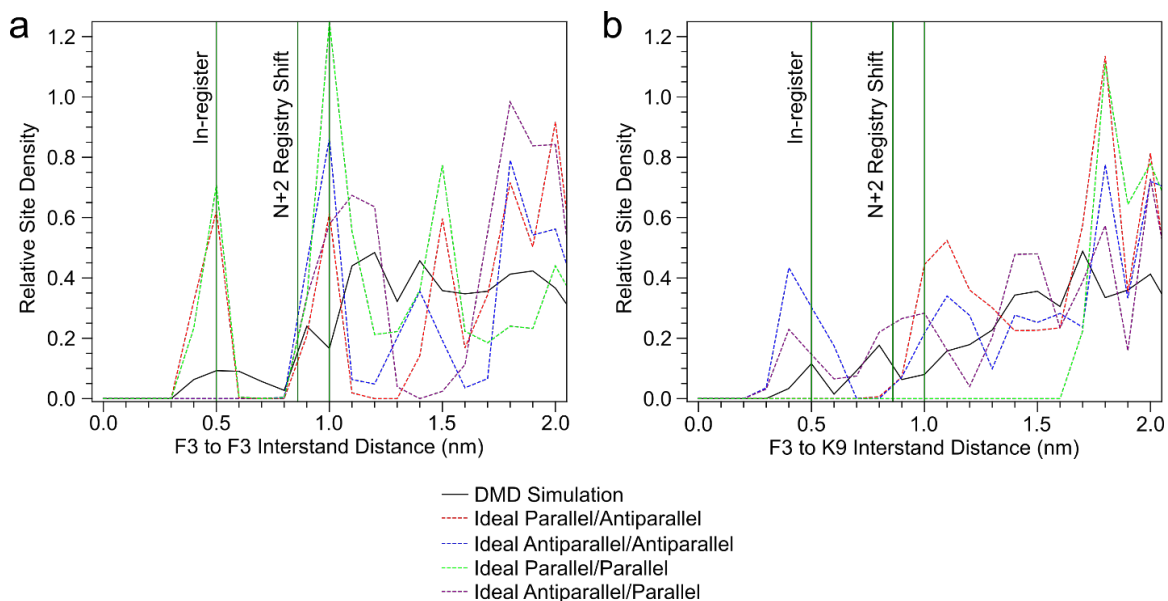 a
b
1.2
1.0
0.8
0.6
0.4
0.2
0.0
Relative Site Density
In-register
N+2 Registry Shift
0.0 0.5 1.0 1.5 2.0
F3 to F3 Interstand Distance (nm)
1.2
1.0
0.8
0.6
0.4
0.2
0.0
Relative Site Density
In-register
N+2 Registry Shift
0.0 0.5 1.0 1.5 2.0
F3 to K9 Interstand Distance (nm)
DMD Simulation
Ideal Parallel/Antiparallel
Ideal Antiparallel/Antiparallel
Ideal Parallel/Parallel
Ideal Antiparallel/Parallel